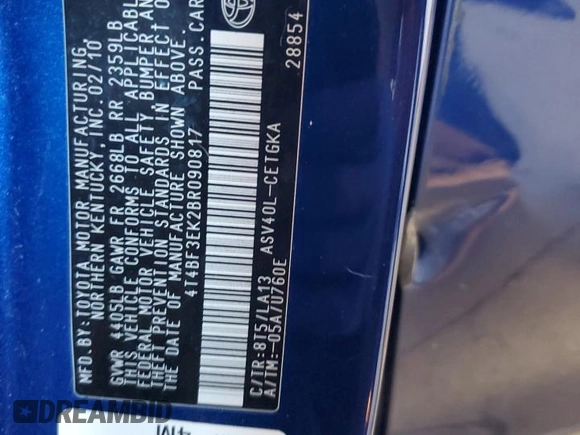 MFD.BY:TOYOTA MOTOR MANUFACTURING,
NORTHERN KENTUCKY,INC. 02/10
GVWR 4405LB GAWR FR 2668LB RR 2359LB
THIS VEHICLE CONFORMS TO ALL APPLICABLE
FEDERAL MOTOR VEHICLE SAFETY, BUMPER AN
THEFT PREVENTION STANDARDS IN EFFECT O
THE DATE OF MANUFACTURE SHOWN ABOVE.
4T4BF3EK2BR090817 PASS.CAR
C/TR:8T5/LA13 ASV40L-CETGKA
A/TM:-05A/U760E 28854
AUTOBIDMASTER
DREAMBID